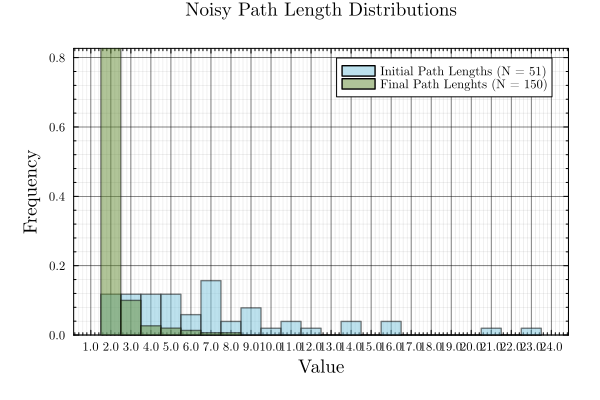 Noisy Path Length Distributions
Initial Path Lengths (N = 51)
Final Path Lenghts (N = 150)
Frequency
0.8
0.6
0.4
0.2
0.0
1.0 2.0 3.0 4.0 5.0 6.0 7.0 8.0 9.0 10.0 11.0 12.0 13.0 14.0 15.0 16.0 17.0 18.0 19.0 20.0 21.0 22.0 23.0 24.0
Value